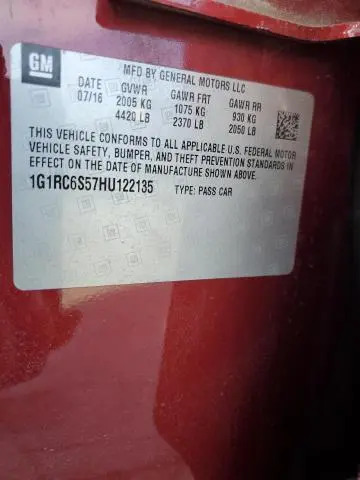 GM
MFD BY GENERAL MOTORS LLC
DATE GVWR GAWR FRT GAWR RR
07/16 2005 KG 1075 KG 930 KG
4420 LB 2370 LB 2050 LB
THIS VEHICLE CONFORMS TO ALL APPLICABLE U.S. FEDERAL MOTOR
VEHICLE SAFETY, BUMPER, AND THEFT PREVENTION STANDARDS IN
EFFECT ON THE DATE OF MANUFACTURE SHOWN ABOVE.
1G1RC6S57HU122135 TYPE: PASS CAR